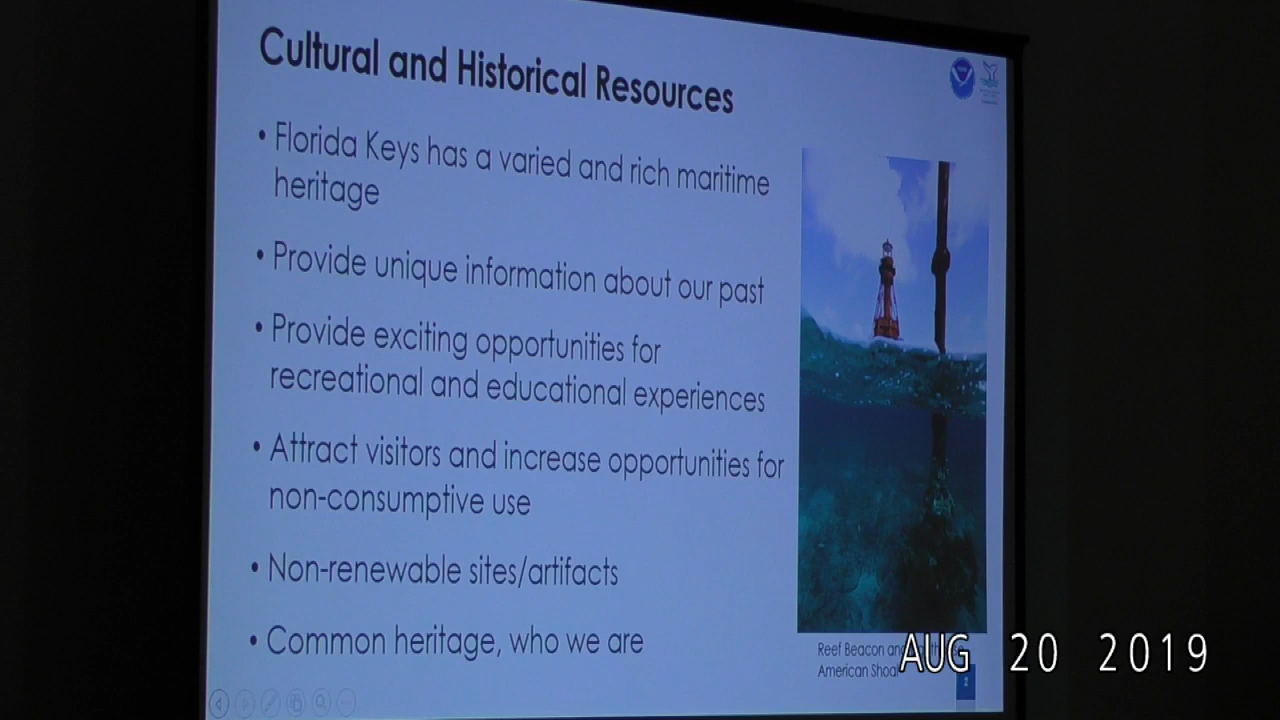 Cultural and Historical Resources
• Florida Keys has a varied and rich maritime
heritage
• Provide unique information about our past
• Provide exciting opportunities for
recreational and educational experiences
• Attract visitors and increase opportunities for
non-consumptive use
• Non-renewable sites/artifacts
• Common heritage, who we are
Reef Beacon
American Shoal
AUG 20 2019
2